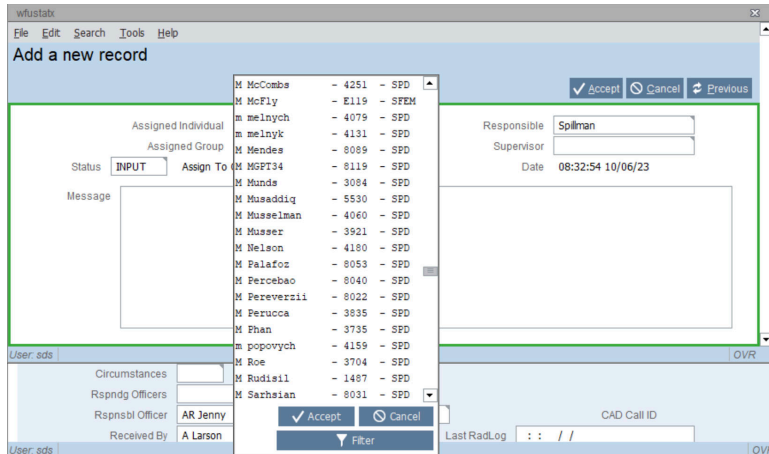 wfustatx
File Edit Search Tools Help
Add a new record
Accept Cancel Previous
Assigned Individual
Responsible Spillman
Assigned Group
Supervisor
Status INPUT Assign To
Date 08:32:54 10/06/23
Message
M McCombs - 4251 - SPD
M McFly - E119 - SFEM
m melnych - 4079 - SPD
m melnyk - 4131 - SPD
M Mendes - 8089 - SPD
M MGPT34 - 8119 - SPD
M Munds - 3084 - SPD
M Musaddiq - 5530 - SPD
M Musselman - 4060 - SPD
M Musser - 3921 - SPD
M Nelson - 4180 - SPD
M Palafoz - 8053 - SPD
M Percebao - 8040 - SPD
M Pereverzii - 8022 - SPD
M Perucca - 3835 - SPD
M Phan - 3735 - SPD
m popovych - 4159 - SPD
M Roe - 3704 - SPD
M Rudisil - 1487 - SPD
M Sarhsian - 8031 - SPD
Accept Cancel
Filter
User: sds
OVR
Circumstances
Rspndg Officers
Rspnsbl Officer AR Jenny
CAD Call ID
Received By A Larson
Last RadLog : : / /
User: sds